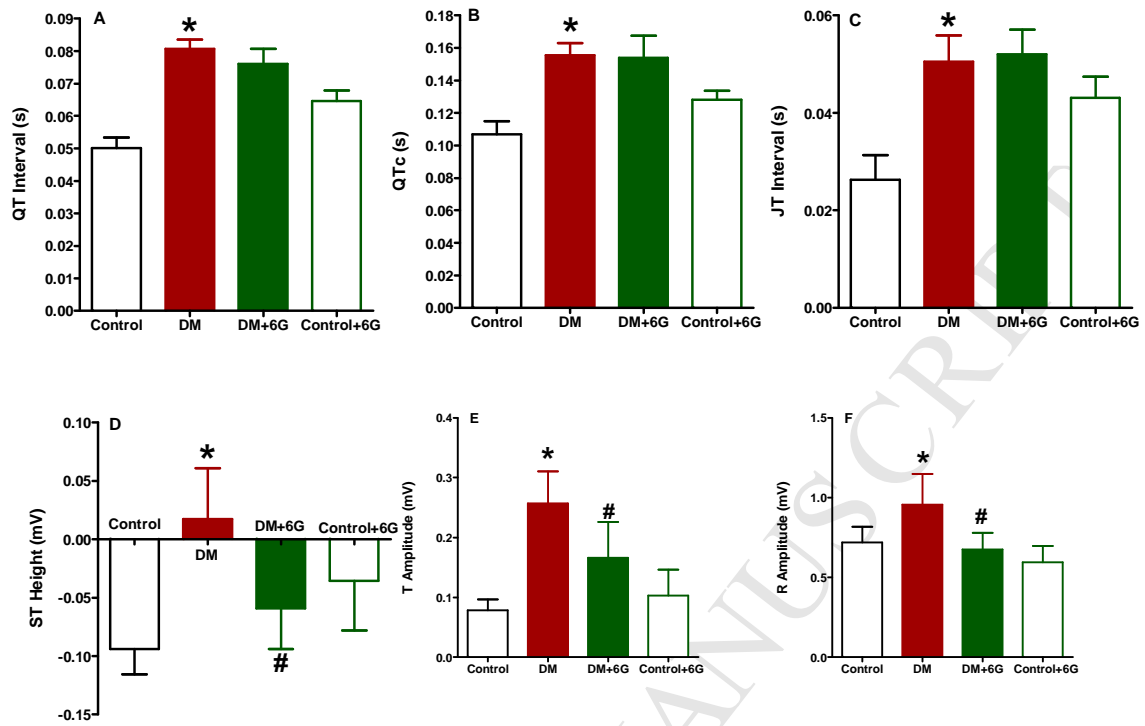 A
QT Interval (s)
0.09
0.08
0.07
0.06
0.05
0.04
0.03
0.02
0.01
0.00
*
Control DM DM+6G Control+6G
B
QTc (s)
0.20
0.18
0.16
0.14
0.12
0.10
0.08
0.06
0.04
0.02
0.00
*
Control DM DM+6G Control+6G
C
JT Interval (s)
0.06
0.04
0.02
0.00
*
Control DM DM+6G Control+6G
D
ST Height (mV)
0.10
0.05
0.00
-0.05
-0.10
-0.15
*
Control DM DM+6G Control+6G
#
E
T Amplitude (mV)
0.4
0.3
0.2
0.1
0.0
*
#
Control DM DM+6G Control+6G
F
R Amplitude (mV)
1.5
1.0
0.5
0.0
*
#
Control DM DM+6G Control+6G
ANUSCRIPT